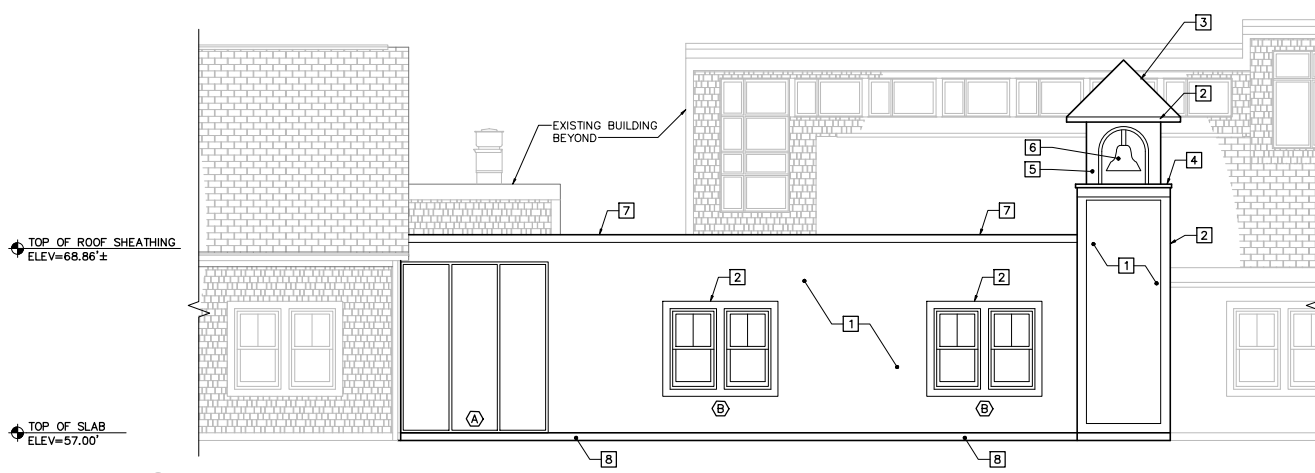 3
2
EXISTING BUILDING
BEYOND
6
5
4
7
7
TOP OF ROOF SHEATHING
ELEV=68.86'±
2
1
2
2
1
B
B
A
TOP OF SLAB
ELEV=57.00'
8
8